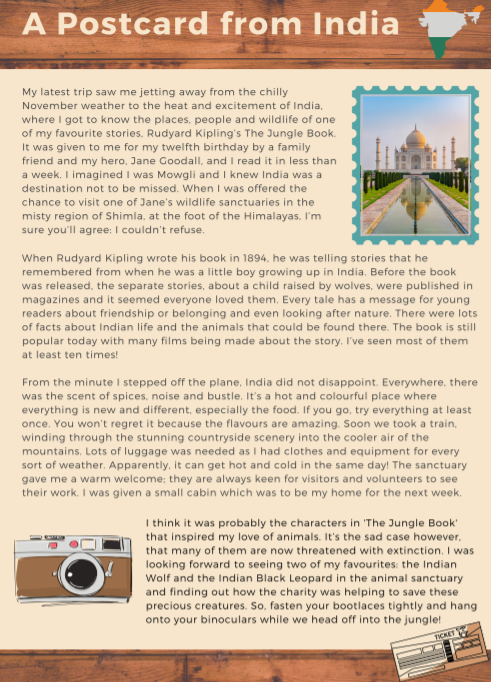 A Postcard from India
My latest trip saw me jetting away from the chilly
November weather to the heat and excitement of India,
where I got to know the places, people and wildlife of one
of my favourite stories, Rudyard Kipling's The Jungle Book.
It was given to me for my twelfth birthday by a family
friend and my hero, Jane Goodall, and I read it in less than
a week. I imagined I was Mowgli and I knew India was a
destination not to be missed. When I was offered the
chance to visit one of Jane's wildlife sanctuaries in the
misty region of Shimla, at the foot of the Himalayas, I'm
sure you'll agree: I couldn't refuse.
When Rudyard Kipling wrote his book in 1894, he was telling stories that he
remembered from when he was a little boy growing up in India. Before the book
was released, the separate stories, about a child raised by wolves, were published in
magazines and it seemed everyone loved them. Every tale has a message for young
readers about friendship or belonging and even looking after nature. There were lots
of facts about Indian life and the animals that could be found there. The book is still
popular today with many films being made about the story. I've seen most of them
at least ten times!
From the minute I stepped off the plane, India did not disappoint. Everywhere, there
was the scent of spices, noise and bustle. It's a hot and colourful place where
everything is new and different, especially the food. If you go, try everything at least
once. You won't regret it because the flavours are amazing. Soon we took a train,
winding through the stunning countryside scenery into the cooler air of the
mountains. Lots of luggage was needed as I had clothes and equipment for every
sort of weather. Apparently, it can get hot and cold in the same day! The sanctuary
gave me a warm welcome; they are always keen for visitors and volunteers to see
their work. I was given a small cabin which was to be my home for the next week.
I think it was probably the characters in 'The Jungle Book'
that inspired my love of animals. It's the sad case however,
that many of them are now threatened with extinction. I was
looking forward to seeing two of my favourites: the Indian
Wolf and the Indian Black Leopard in the animal sanctuary
and finding out how the charity was helping to save these
precious creatures. So, fasten your bootlaces tightly and hang
onto your binoculars while we head off into the jungle!
TICKET